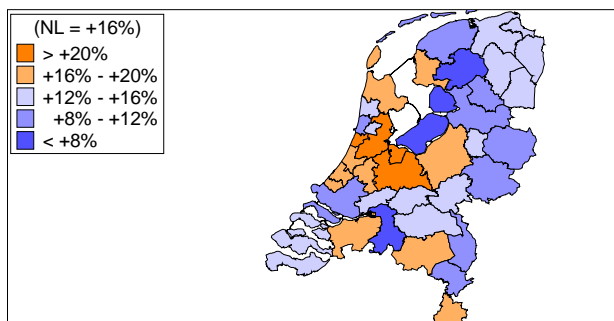 (NL = +16%)
> +20%
+16% - +20%
+12% - +16%
+8% - +12%
< +8%